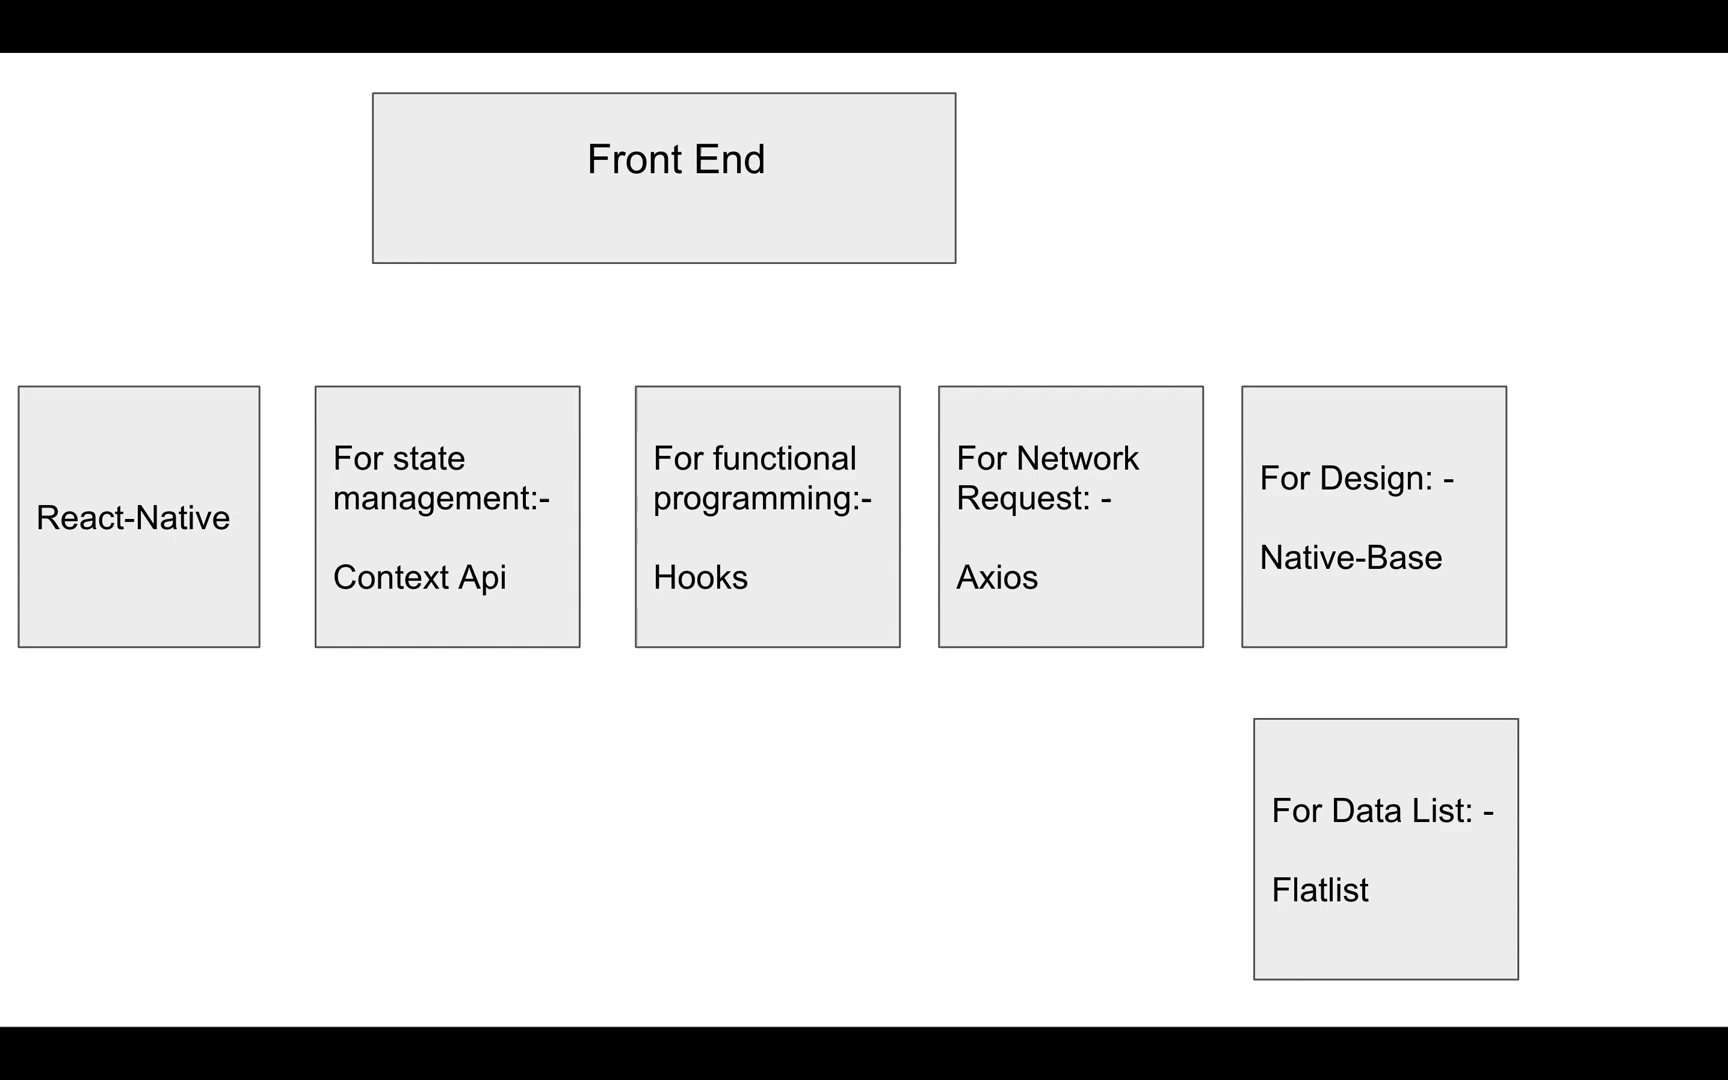 Front End
React-Native
For state
management:-
Context Api
For functional
programming:-
Hooks
For Network
Request: -
Axios
For Design: -
Native-Base
For Data List: -
Flatlist